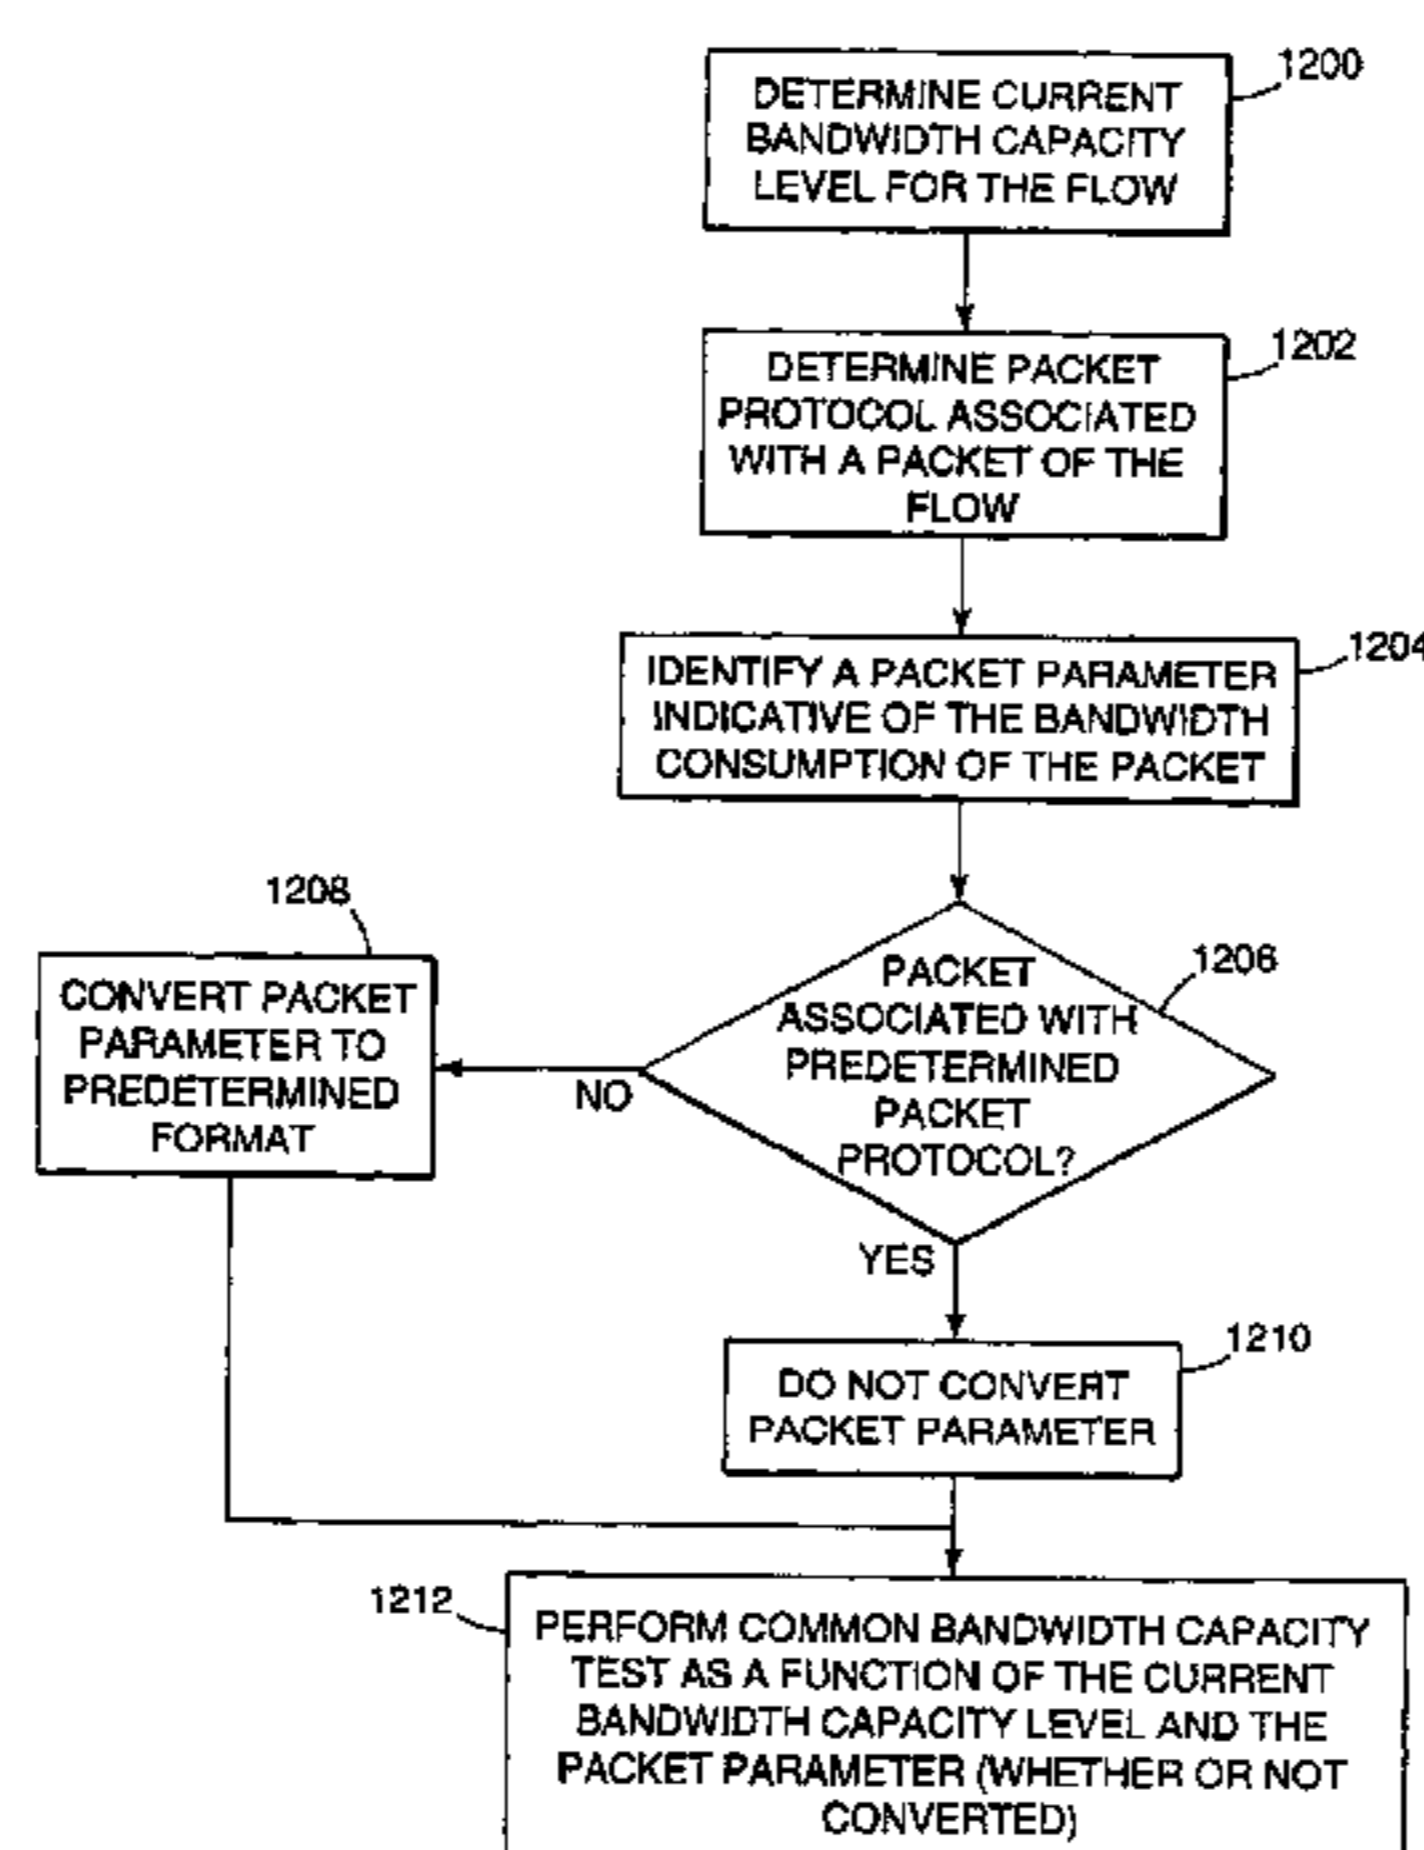 1200
DETERMINE CURRENT
BANDWIDTH CAPACITY
LEVEL FOR THE FLOW
1202
DETERMINE PACKET
PROTOCOL ASSOCIATED
WITH A PACKET OF THE
FLOW
1204
IDENTIFY A PACKET PARAMETER
INDICATIVE OF THE BANDWIDTH
CONSUMPTION OF THE PACKET
1206
PACKET
ASSOCIATED WITH
PREDETERMINED
PACKET
PROTOCOL?
NO
1208
CONVERT PACKET
PARAMETER TO
PREDETERMINED
FORMAT
YES
1210
DO NOT CONVERT
PACKET PARAMETER
1212
PERFORM COMMON BANDWIDTH CAPACITY
TEST AS A FUNCTION OF THE CURRENT
BANDWIDTH CAPACITY LEVEL AND THE
PACKET PARAMETER (WHETHER OR NOT
CONVERTED)